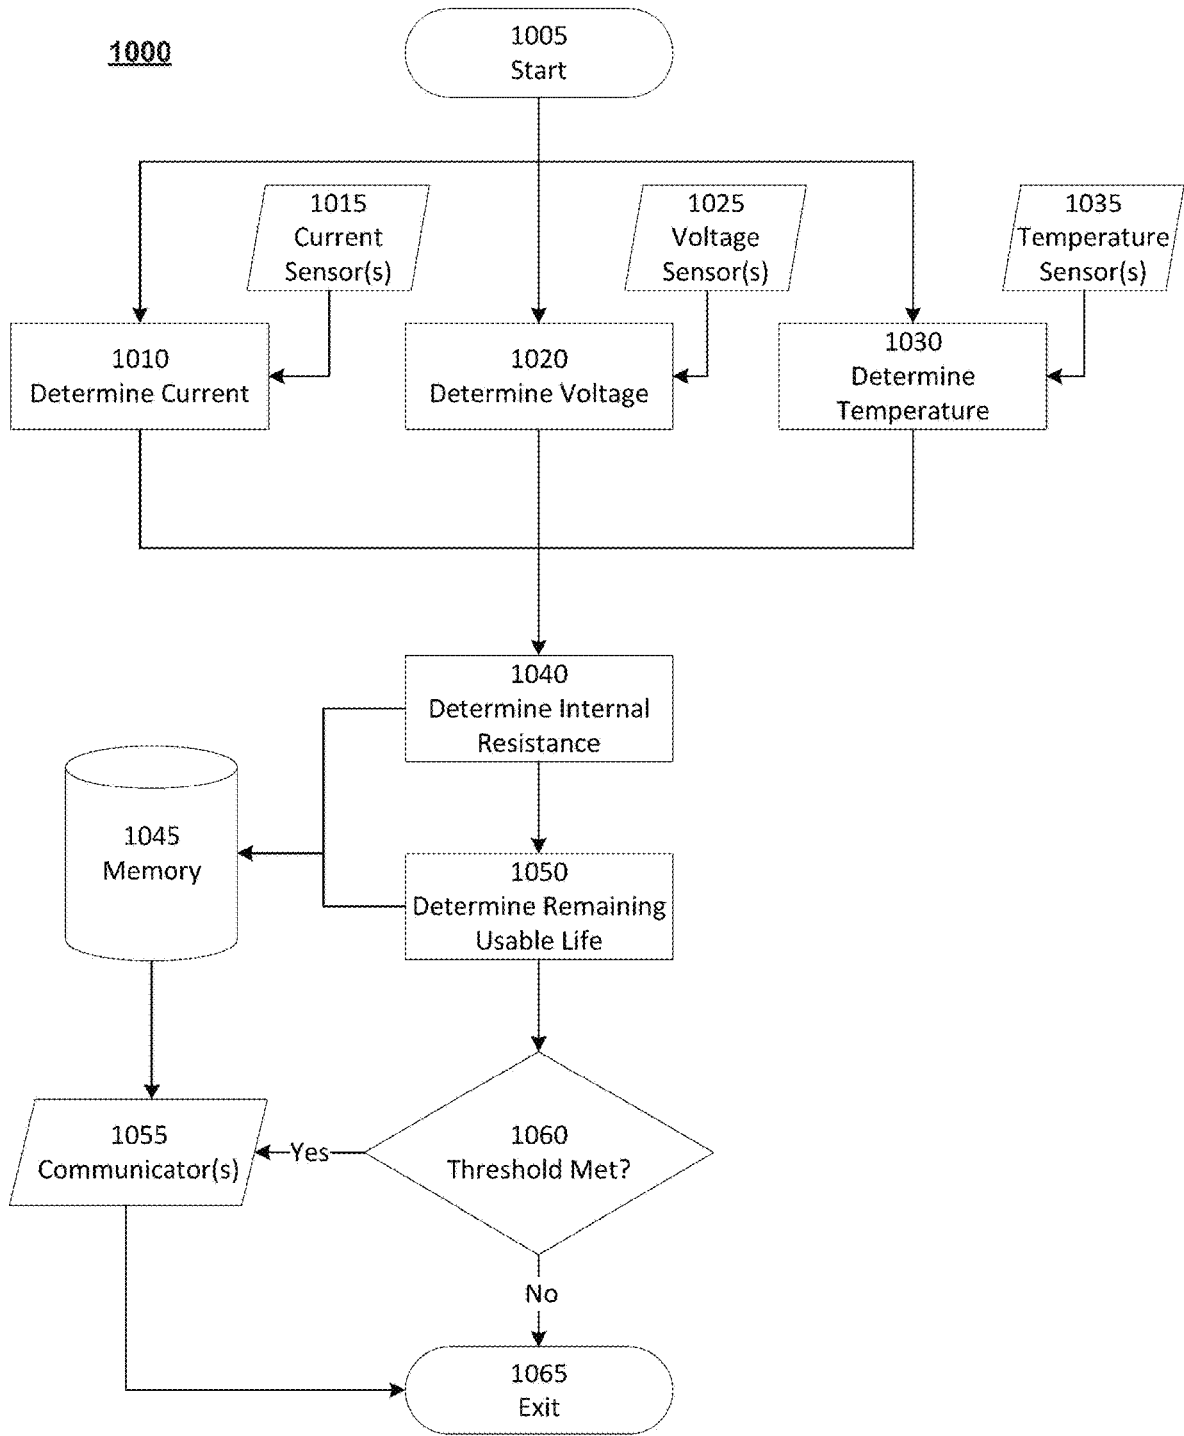 1000
1005
Start
1015
Current
Sensor(s)
1025
Voltage
Sensor(s)
1035
Temperature
Sensor(s)
1010
Determine Current
1020
Determine Voltage
1030
Determine
Temperature
1040
Determine Internal
Resistance
1045
Memory
1050
Determine Remaining
Usable Life
1055
Communicator(s)
Yes
1060
Threshold Met?
No
1065
Exit